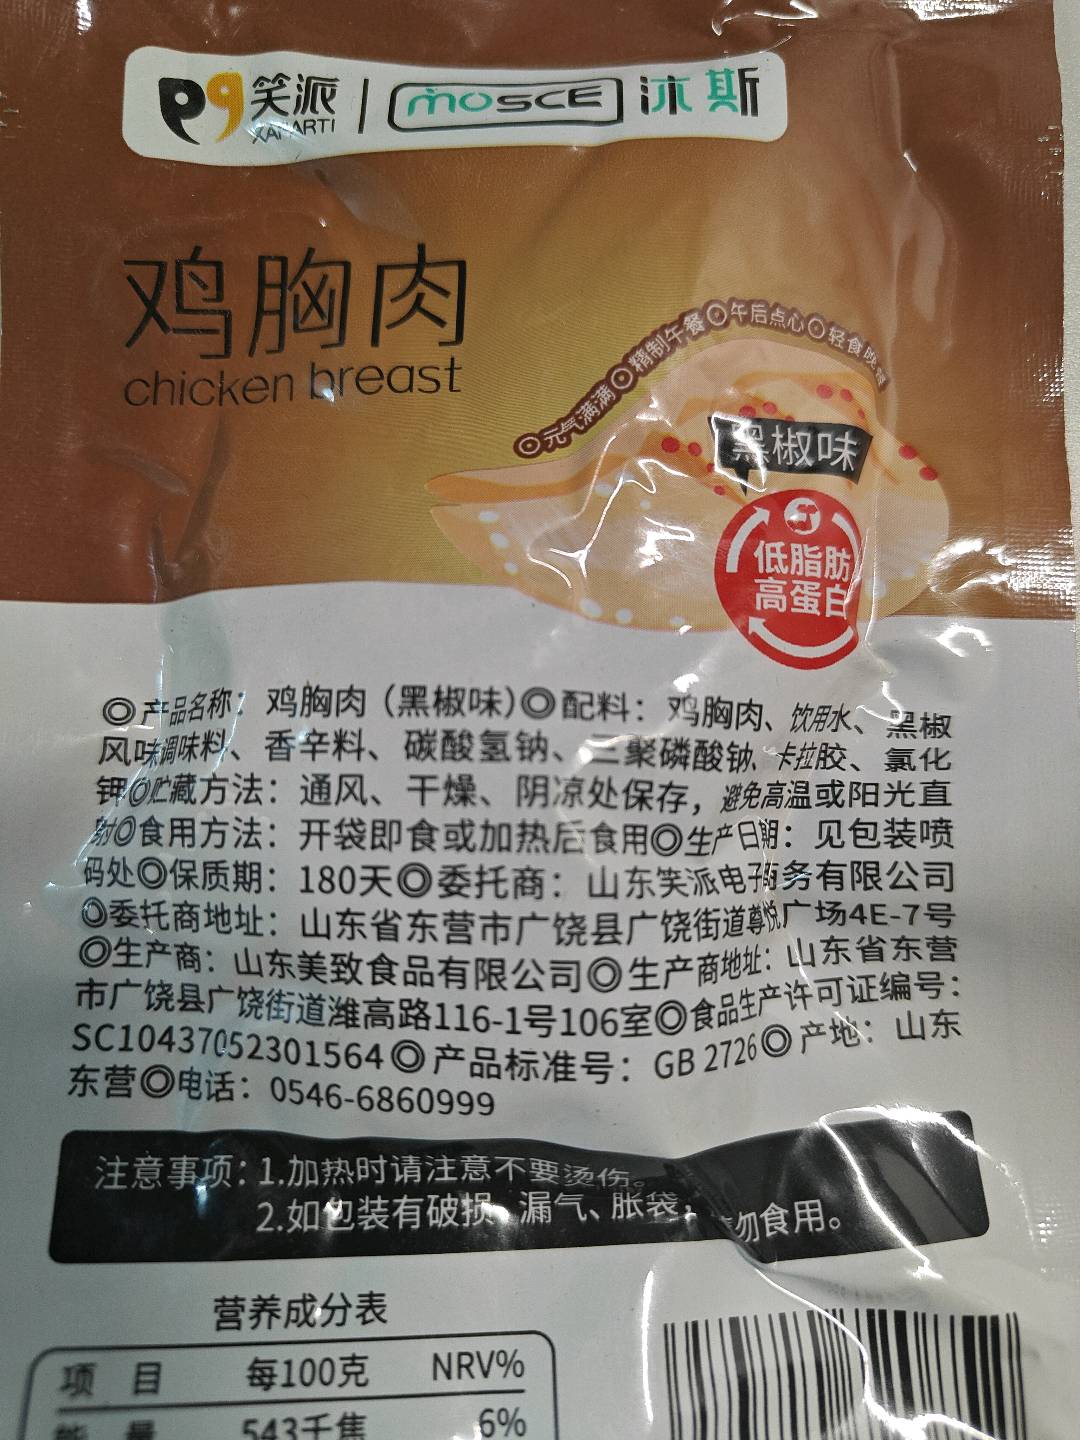 笑派 | mosce 沐斯
XANARTI
鸡胸肉
chicken breast
◎元气满满◎精制午餐◎午后点心◎轻食
黑椒味
低脂肪
高蛋白
◎产品名称：鸡胸肉（黑椒味）◎配料：鸡胸肉、饮用水、黑椒
风味调味料、香辛料、碳酸氢钠、三聚磷酸钠、卡拉胶、氯化
钾◎贮藏方法：通风、干燥、阴凉处保存，避免高温或阳光直
射◎食用方法：开袋即食或加热后食用◎生产日期：见包装喷
码处◎保质期：180天◎委托商：山东笑派电子商务有限公司
◎委托商地址：山东省东营市广饶县广饶街道尊悦广场4E-7号
◎生产商：山东美致食品有限公司◎生产商地址：山东省东营
市广饶县广饶街道潍高路116-1号106室◎食品生产许可证编号：
SC10437052301564◎产品标准号：GB 2726◎产地：山东
东营◎电话：0546-6860999
注意事项：1.加热时请注意不要烫伤。
2.如包装有破损、漏气、胀袋，勿食用。
营养成分表
项 目 每100克 NRV%
能 量 543千焦 6%